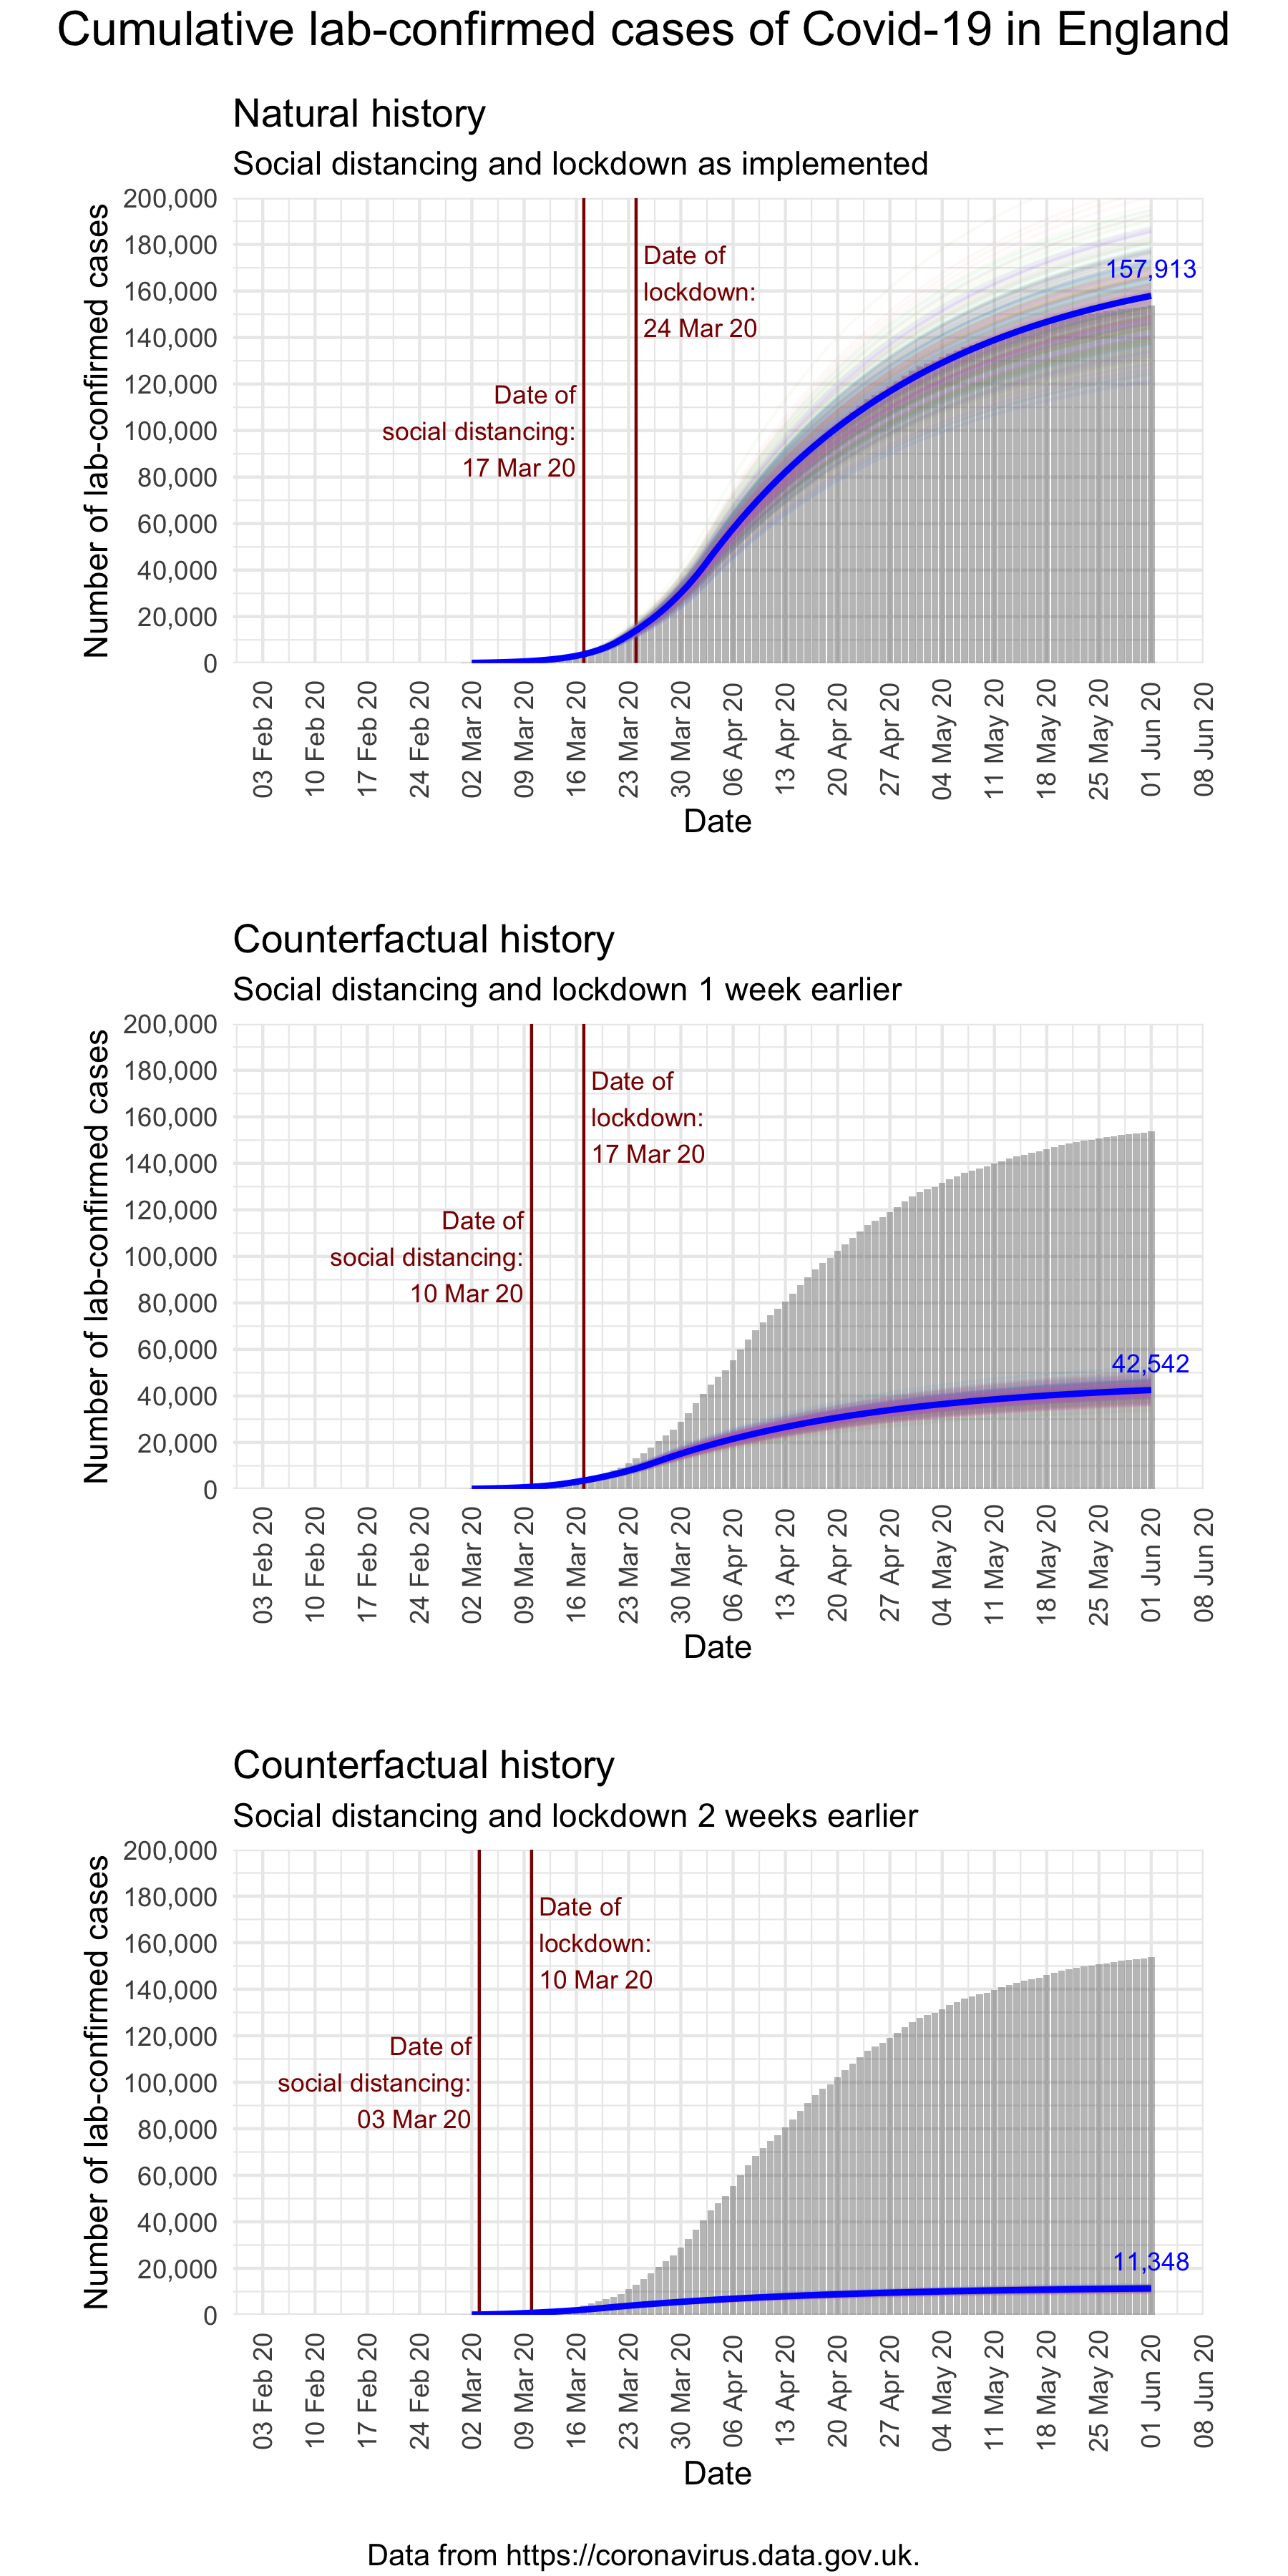 Cumulative lab-confirmed cases of Covid-19 in England
Natural history
Social distancing and lockdown as implemented
Number of lab-confirmed cases
200,000
180,000
160,000
140,000
120,000
100,000
80,000
60,000
40,000
20,000
0
Date of
lockdown:
24 Mar 20
Date of
social distancing:
17 Mar 20
157,913
03 Feb 20
10 Feb 20
17 Feb 20
24 Feb 20
02 Mar 20
09 Mar 20
16 Mar 20
23 Mar 20
30 Mar 20
06 Apr 20
13 Apr 20
20 Apr 20
27 Apr 20
04 May 20
11 May 20
18 May 20
25 May 20
01 Jun 20
08 Jun 20
Date
Counterfactual history
Social distancing and lockdown 1 week earlier
Number of lab-confirmed cases
200,000
180,000
160,000
140,000
120,000
100,000
80,000
60,000
40,000
20,000
0
Date of
lockdown:
17 Mar 20
Date of
social distancing:
10 Mar 20
42,542
03 Feb 20
10 Feb 20
17 Feb 20
24 Feb 20
02 Mar 20
09 Mar 20
16 Mar 20
23 Mar 20
30 Mar 20
06 Apr 20
13 Apr 20
20 Apr 20
27 Apr 20
04 May 20
11 May 20
18 May 20
25 May 20
01 Jun 20
08 Jun 20
Date
Counterfactual history
Social distancing and lockdown 2 weeks earlier
Number of lab-confirmed cases
200,000
180,000
160,000
140,000
120,000
100,000
80,000
60,000
40,000
20,000
0
Date of
lockdown:
10 Mar 20
Date of
social distancing:
03 Mar 20
11,348
03 Feb 20
10 Feb 20
17 Feb 20
24 Feb 20
02 Mar 20
09 Mar 20
16 Mar 20
23 Mar 20
30 Mar 20
06 Apr 20
13 Apr 20
20 Apr 20
27 Apr 20
04 May 20
11 May 20
18 May 20
25 May 20
01 Jun 20
08 Jun 20
Date
Data from https://coronavirus.data.gov.uk.